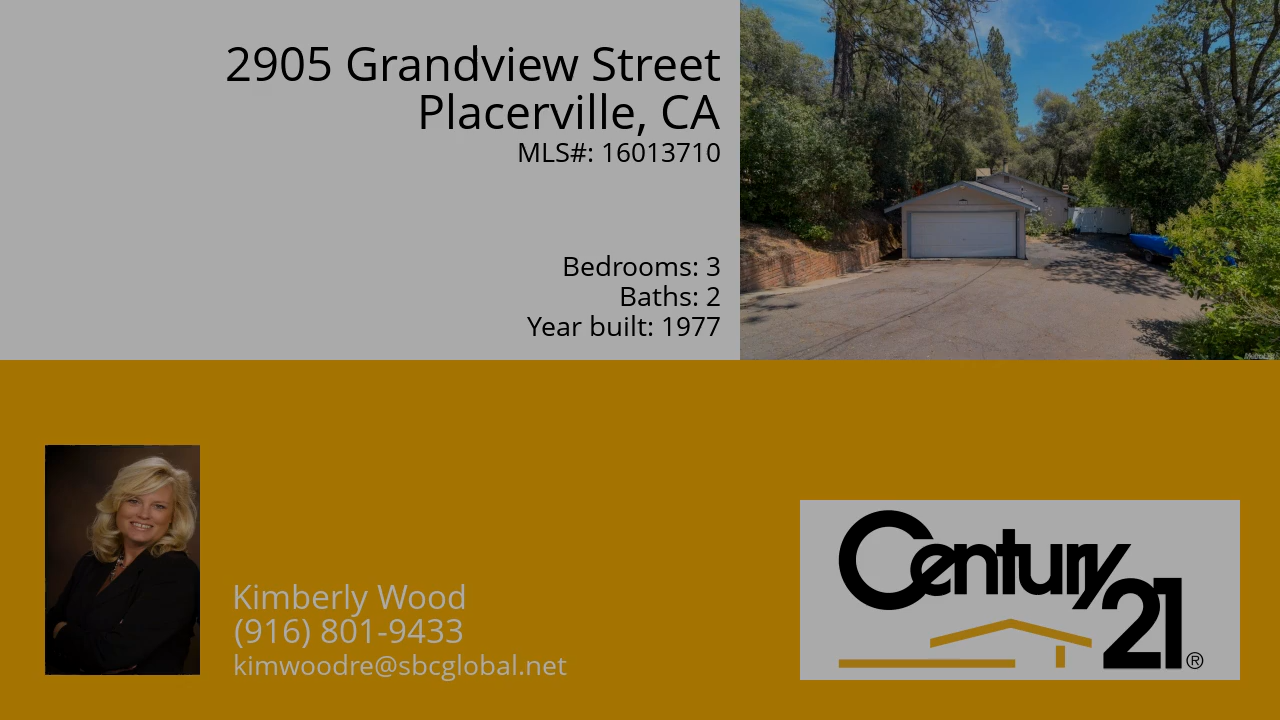 2905 Grandview Street
Placerville, CA
MLS#: 16013710
Bedrooms: 3
Baths: 2
Year built: 1977
Kimberly Wood
(916) 801-9433
kimwoodre@sbcglobal.net
Century
21®